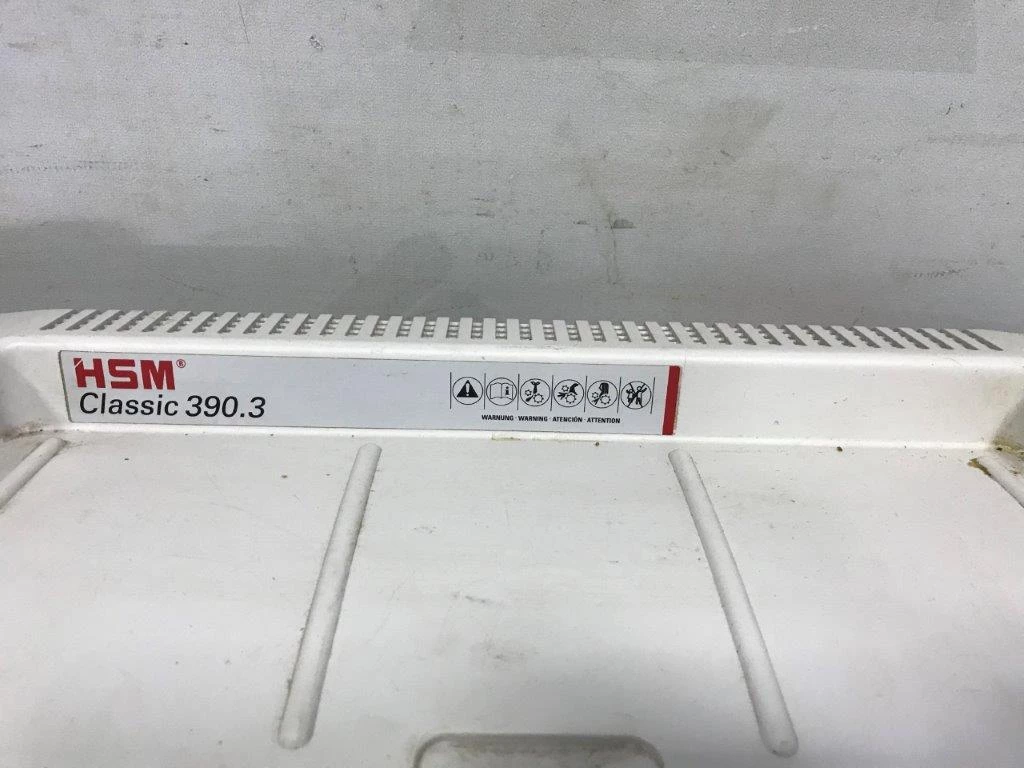 HSM®
Classic 390.3
WARNUNG · WARNING · ATENCIÓN · ATTENTION